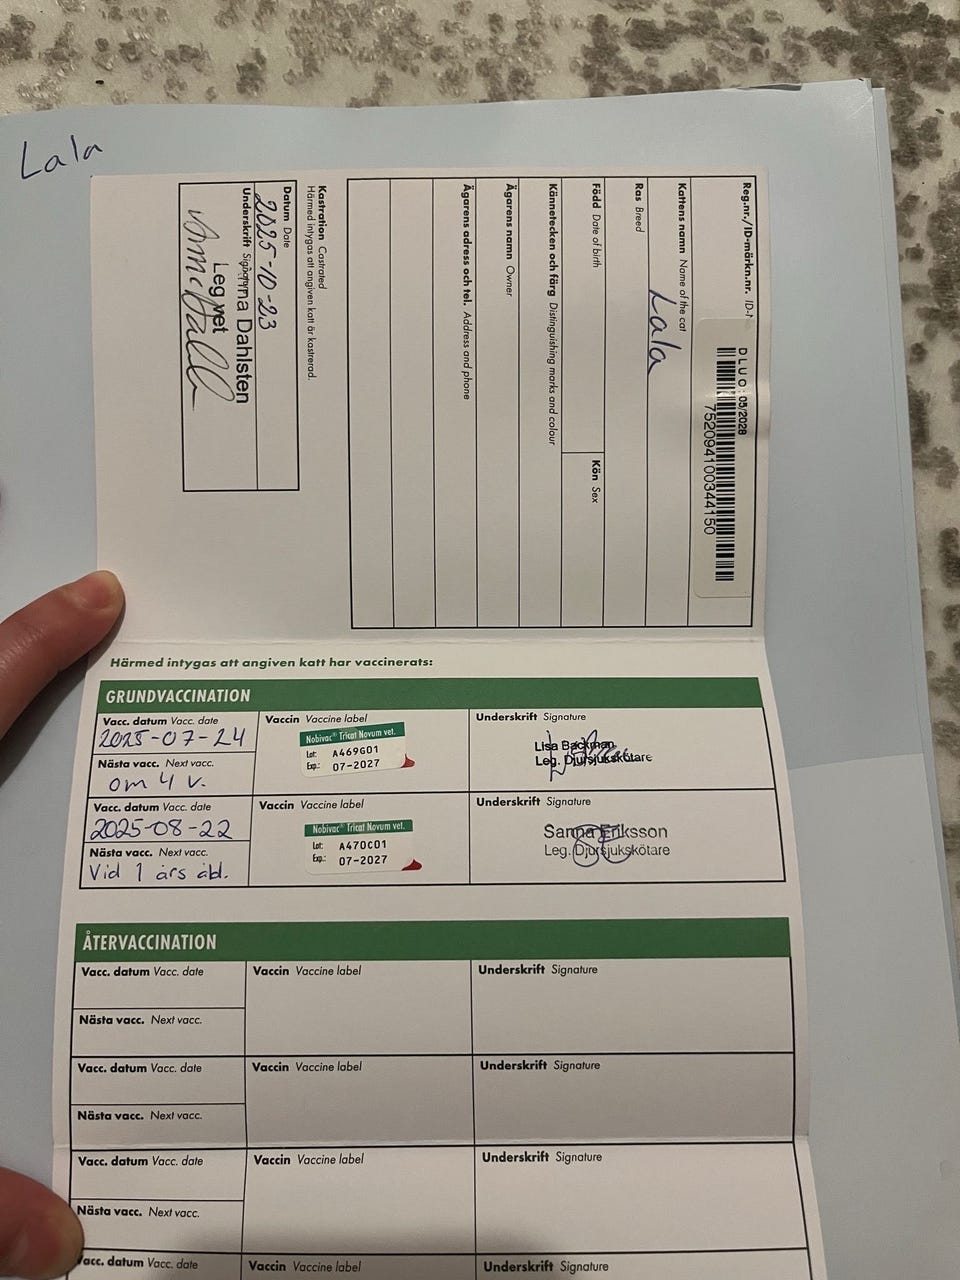 Lala
Reg.nr./ID-märkn.nr.
DLUO: 05/2028
752094100344150
Kattens namn Name of the cat
Lala
Ras Breed
Född Date of birth
Kön Sex
Kännetecken och färg Distinguishing marks and colour
Ägarens namn Owner
Ägarens adress och tel. Address and phone
Kastration Castrated
Härmed intygas att angiven katt är kastrerad.
Datum Date
2025-10-23
Underskrift
Dahlsten
Leg vet
Härmed intygas att angiven katt har vaccinerats:
GRUNDVACCINATION
Vacc. datum Vacc. date
2025-07-24
Nästa vacc. Next vacc.
om 4 v.
Vaccin Vaccine label
Nobivac® Tricat Novum vet.
Lot: A469G01
Exp.: 07-2027
Underskrift Signature
Lisa Backman
Leg. Djursjukskötare
Vacc. datum Vacc. date
2025-08-22
Nästa vacc. Next vacc.
Vid 1 års åld.
Vaccin Vaccine label
Nobivac® Tricat Novum vet.
Lot: A470C01
Exp.: 07-2027
Underskrift Signature
Sanna Eriksson
Leg. Djursjukskötare
ÅTERVACCINATION
Vacc. datum Vacc. date
Nästa vacc. Next vacc.
Vaccin Vaccine label
Underskrift Signature
Vacc. datum Vacc. date
Nästa vacc. Next vacc.
Vaccin Vaccine label
Underskrift Signature
Vacc. datum Vacc. date
Nästa vacc. Next vacc.
Vaccin Vaccine label
Underskrift Signature
Vacc. datum Vacc. date
Vaccin Vaccine label
Underskrift Signature